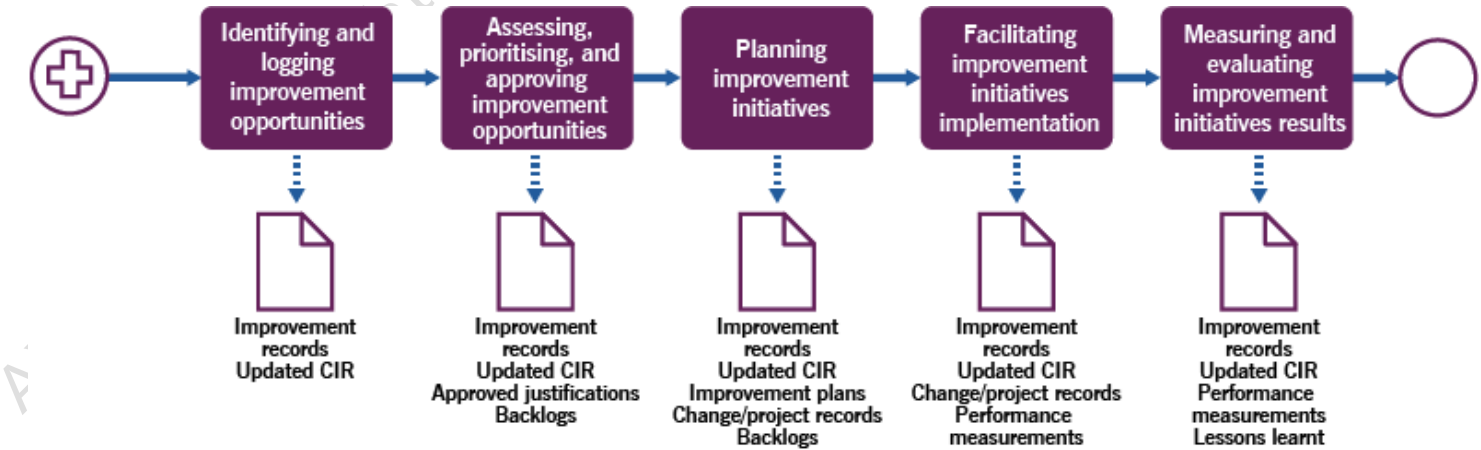 Identifying and
logging
improvement
opportunities
Assessing,
prioritising, and
approving
improvement
opportunities
Planning
improvement
initiatives
Facilitating
improvement
initiatives
implementation
Measuring and
evaluating
improvement
initiatives results
Improvement
records
Updated CIR
Improvement
records
Updated CIR
Approved justifications
Backlogs
Improvement
records
Updated CIR
Improvement plans
Change/project records
Backlogs
Improvement
records
Updated CIR
Change/project records
Performance
measurements
Improvement
records
Updated CIR
Performance
measurements
Lessons learnt